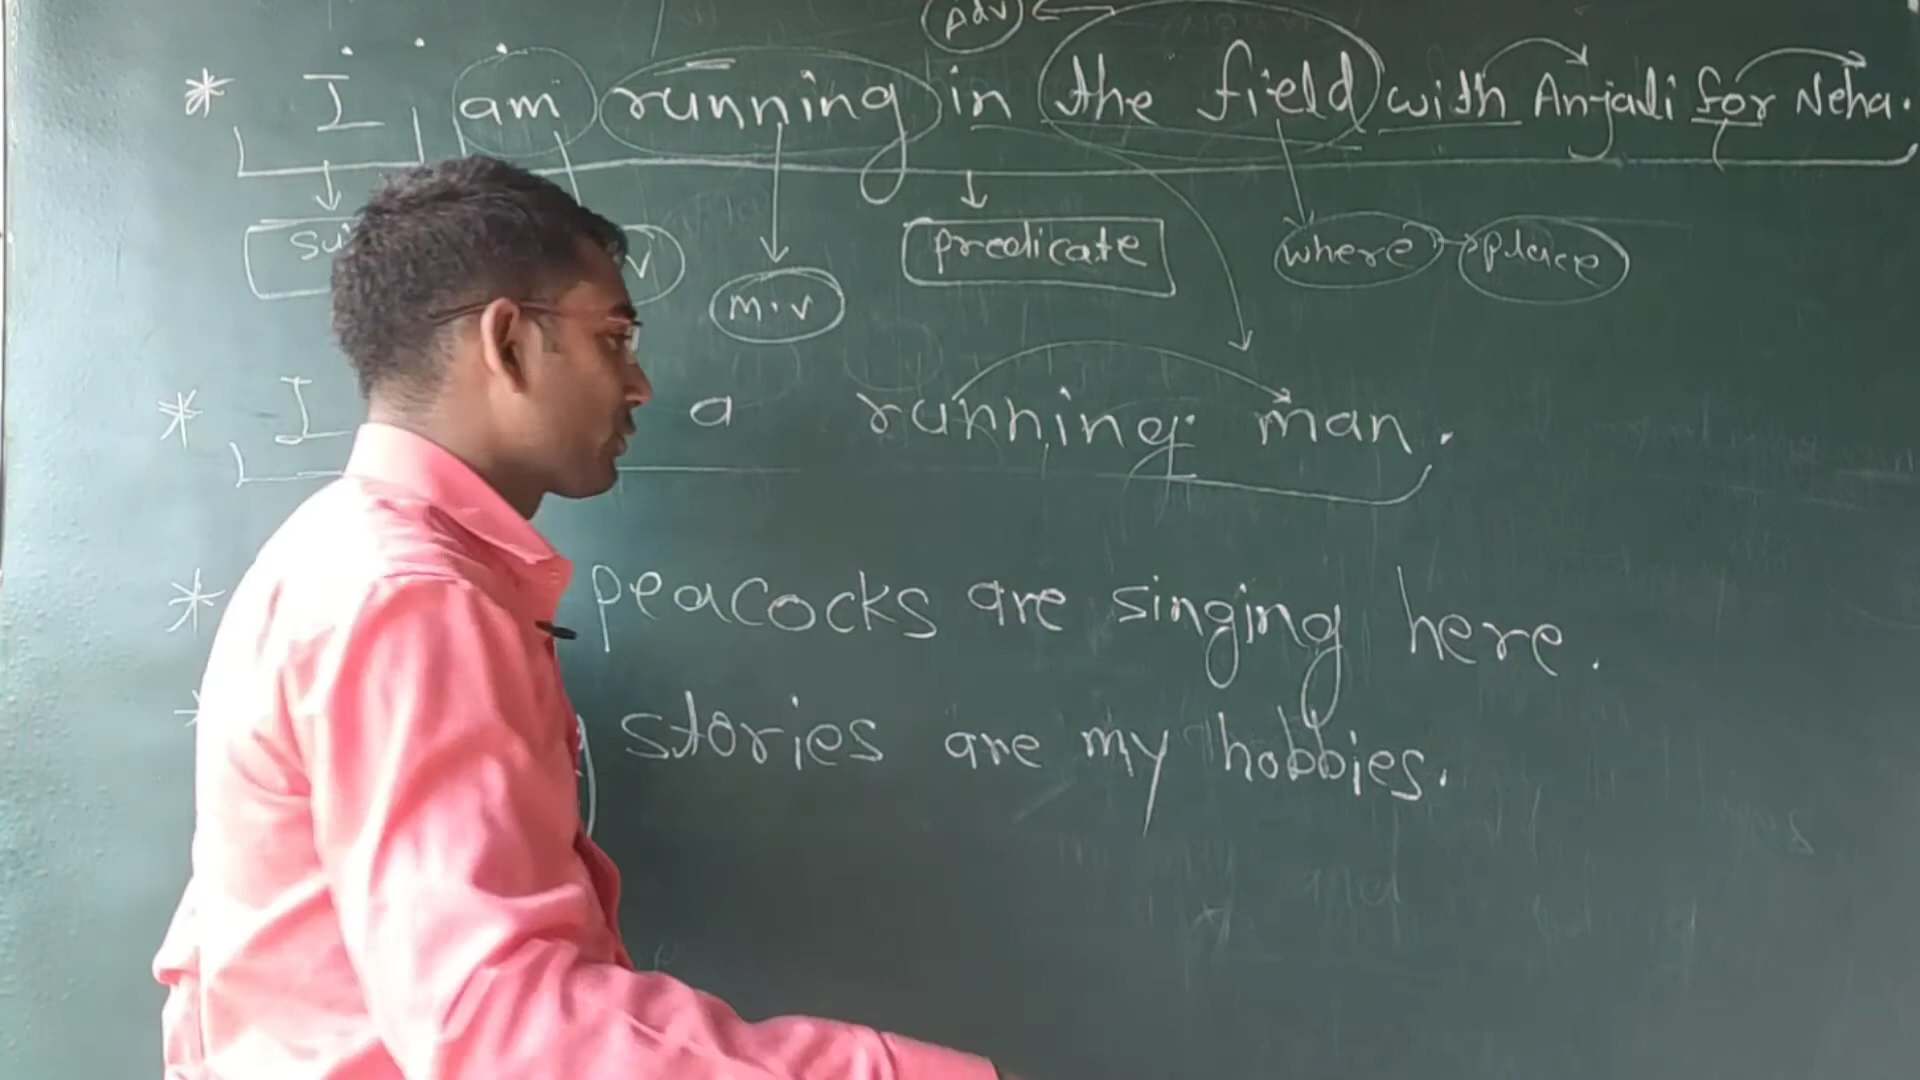 Adv
* I am running in the field with Anjali for Neha.
predicate where place
m.v
* I a running man.
* peacocks are singing here.
* stories are my hobbies.